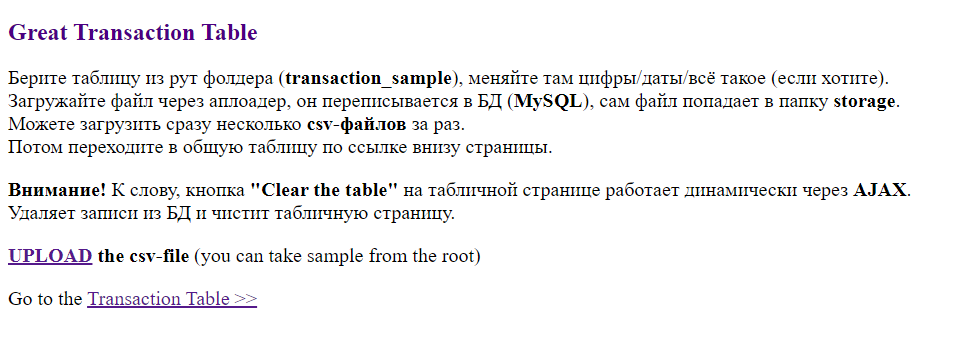 Great Transaction Table
Берите таблицу из рут фолдера (transaction_sample), меняйте там цифры/даты/всё такое (если хотите).
Загружайте файл через аплоадер, он переписывается в БД (MySQL), сам файл попадает в папку storage.
Можете загрузить сразу несколько csv-файлов за раз.
Потом переходите в общую таблицу по ссылке внизу страницы.
Внимание! К слову, кнопка "Clear the table" на табличной странице работает динамически через AJAX.
Удаляет записи из БД и чистит табличную страницу.
UPLOAD the csv-file (you can take sample from the root)
Go to the Transaction Table >>